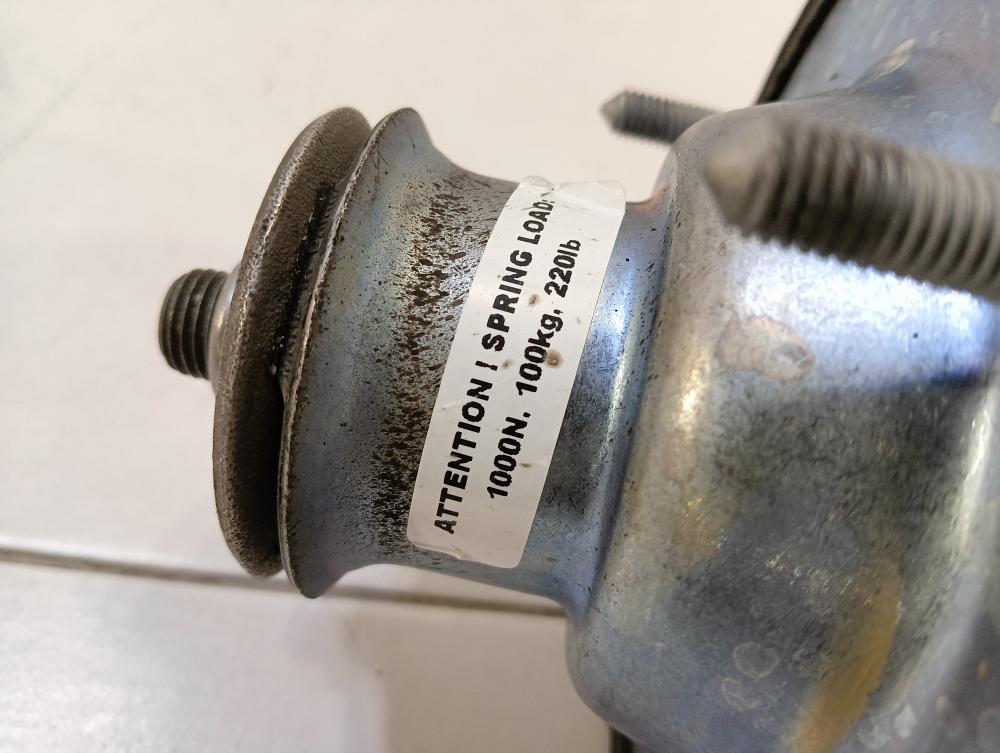 ATTENTION ! SPRING LOAD:
1000N, 100kg, 220lb